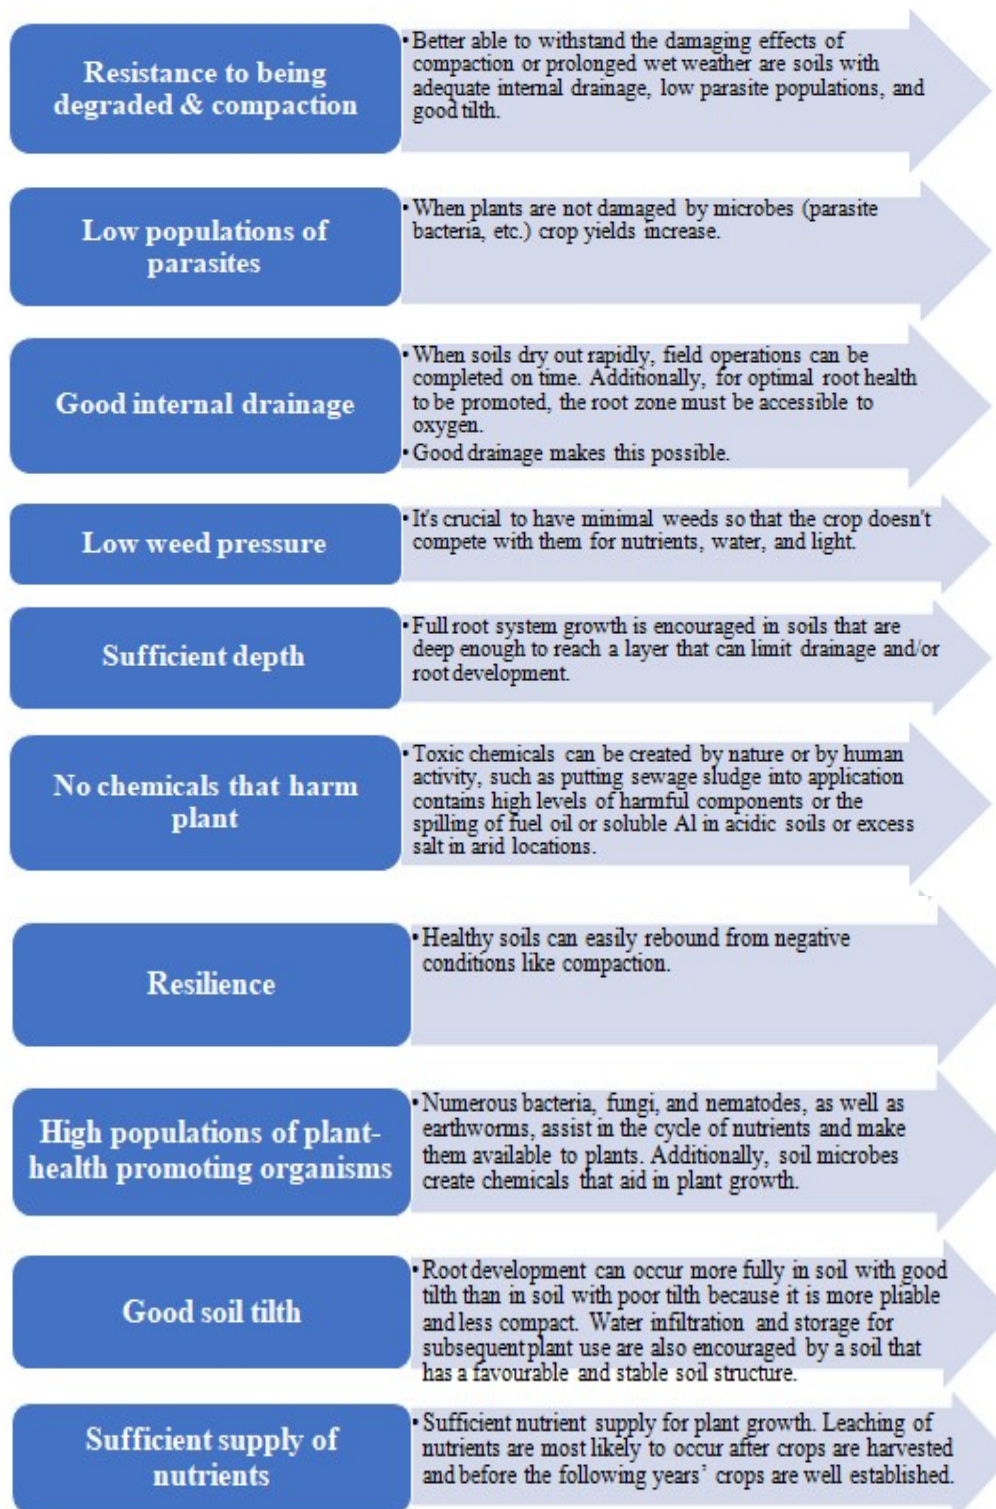 Resistance to being
degraded & compaction
• Better able to withstand the damaging effects of
compaction or prolonged wet weather are soils with
adequate internal drainage, low parasite populations, and
good tilth.
Low populations of
parasites
• When plants are not damaged by microbes (parasite
bacteria, etc.) crop yields increase.
Good internal drainage
• When soils dry out rapidly, field operations can be
completed on time. Additionally, for optimal root health
to be promoted, the root zone must be accessible to
oxygen.
• Good drainage makes this possible.
Low weed pressure
• It's crucial to have minimal weeds so that the crop doesn't
compete with them for nutrients, water, and light.
Sufficient depth
• Full root system growth is encouraged in soils that are
deep enough to reach a layer that can limit drainage and/or
root development.
No chemicals that harm
plant
• Toxic chemicals can be created by nature or by human
activity, such as putting sewage sludge into application
contains high levels of harmful components or the
spilling of fuel oil or soluble Al in acidic soils or excess
salt in arid locations.
Resilience
• Healthy soils can easily rebound from negative
conditions like compaction.
High populations of plant-
health promoting organisms
• Numerous bacteria, fungi, and nematodes, as well as
earthworms, assist in the cycle of nutrients and make
them available to plants. Additionally, soil microbes
create chemicals that aid in plant growth.
Good soil tilth
• Root development can occur more fully in soil with good
tilth than in soil with poor tilth because it is more pliable
and less compact. Water infiltration and storage for
subsequent plant use are also encouraged by a soil that
has a favourable and stable soil structure.
Sufficient supply of
nutrients
• Sufficient nutrient supply for plant growth. Leaching of
nutrients are most likely to occur after crops are harvested
and before the following years’ crops are well established.